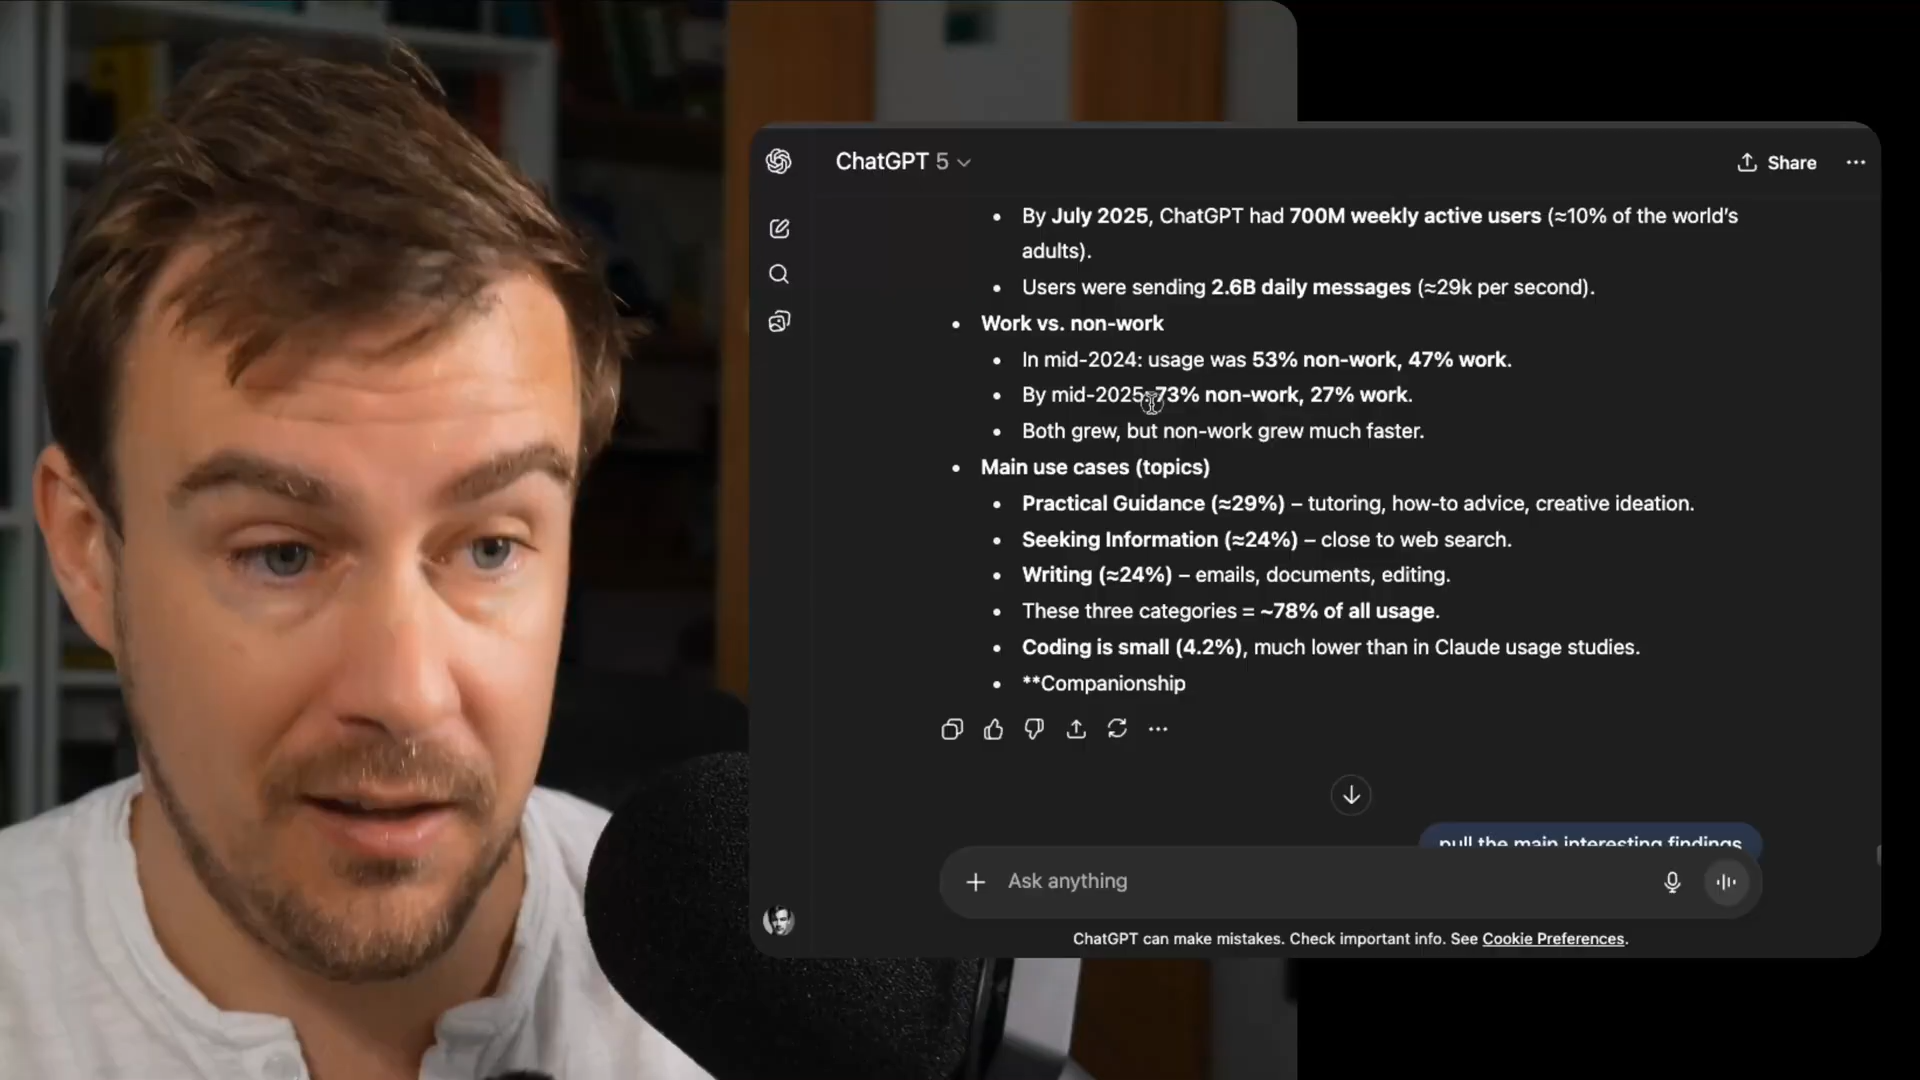 ChatGPT 5
Share
• By July 2025, ChatGPT had 700M weekly active users (≈10% of the world’s
adults).
• Users were sending 2.6B daily messages (≈29k per second).
• Work vs. non-work
• In mid-2024: usage was 53% non-work, 47% work.
• By mid-2025: 73% non-work, 27% work.
• Both grew, but non-work grew much faster.
• Main use cases (topics)
• Practical Guidance (≈29%) – tutoring, how-to advice, creative ideation.
• Seeking Information (≈24%) – close to web search.
• Writing (≈24%) – emails, documents, editing.
• These three categories = ~78% of all usage.
• Coding is small (4.2%), much lower than in Claude usage studies.
• **Companionship
pull the main interesting findings
Ask anything
ChatGPT can make mistakes. Check important info. See Cookie Preferences.